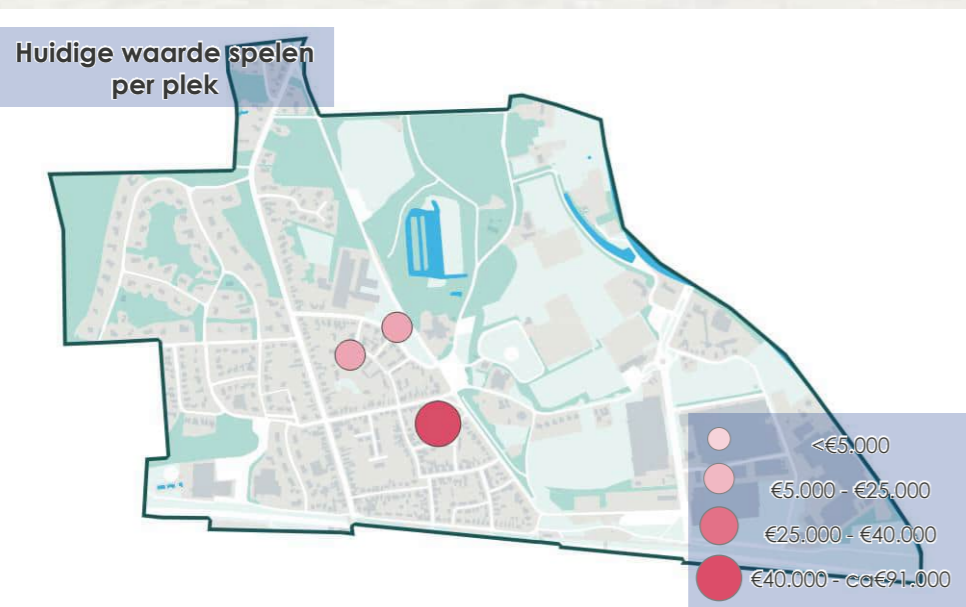 Huidige waarde spelen
per plek
<€5.000
€5.000 - €25.000
€25.000 - €40.000
€40.000 - ca€91.000